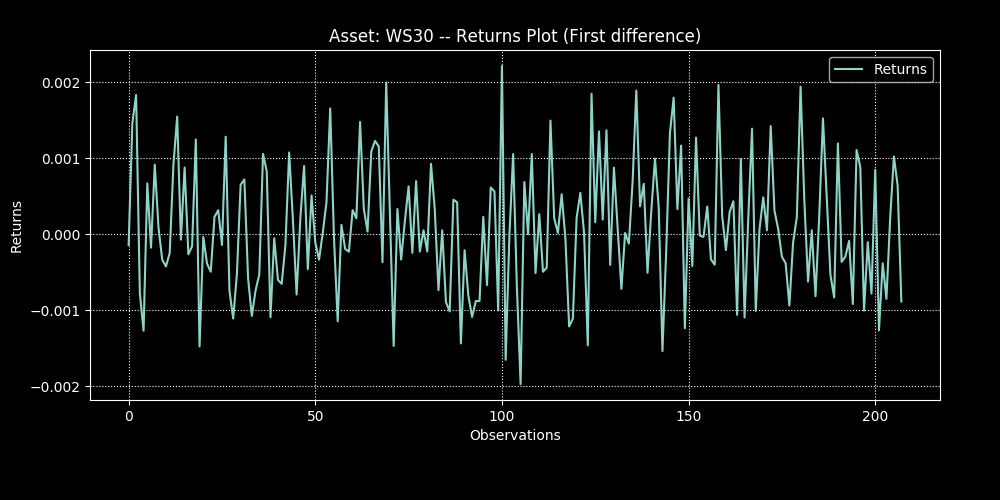 Asset: WS30 -- Returns Plot (First difference)
Returns
0.002
0.001
0.000
−0.001
−0.002
Returns
0
50
100
150
200
Observations